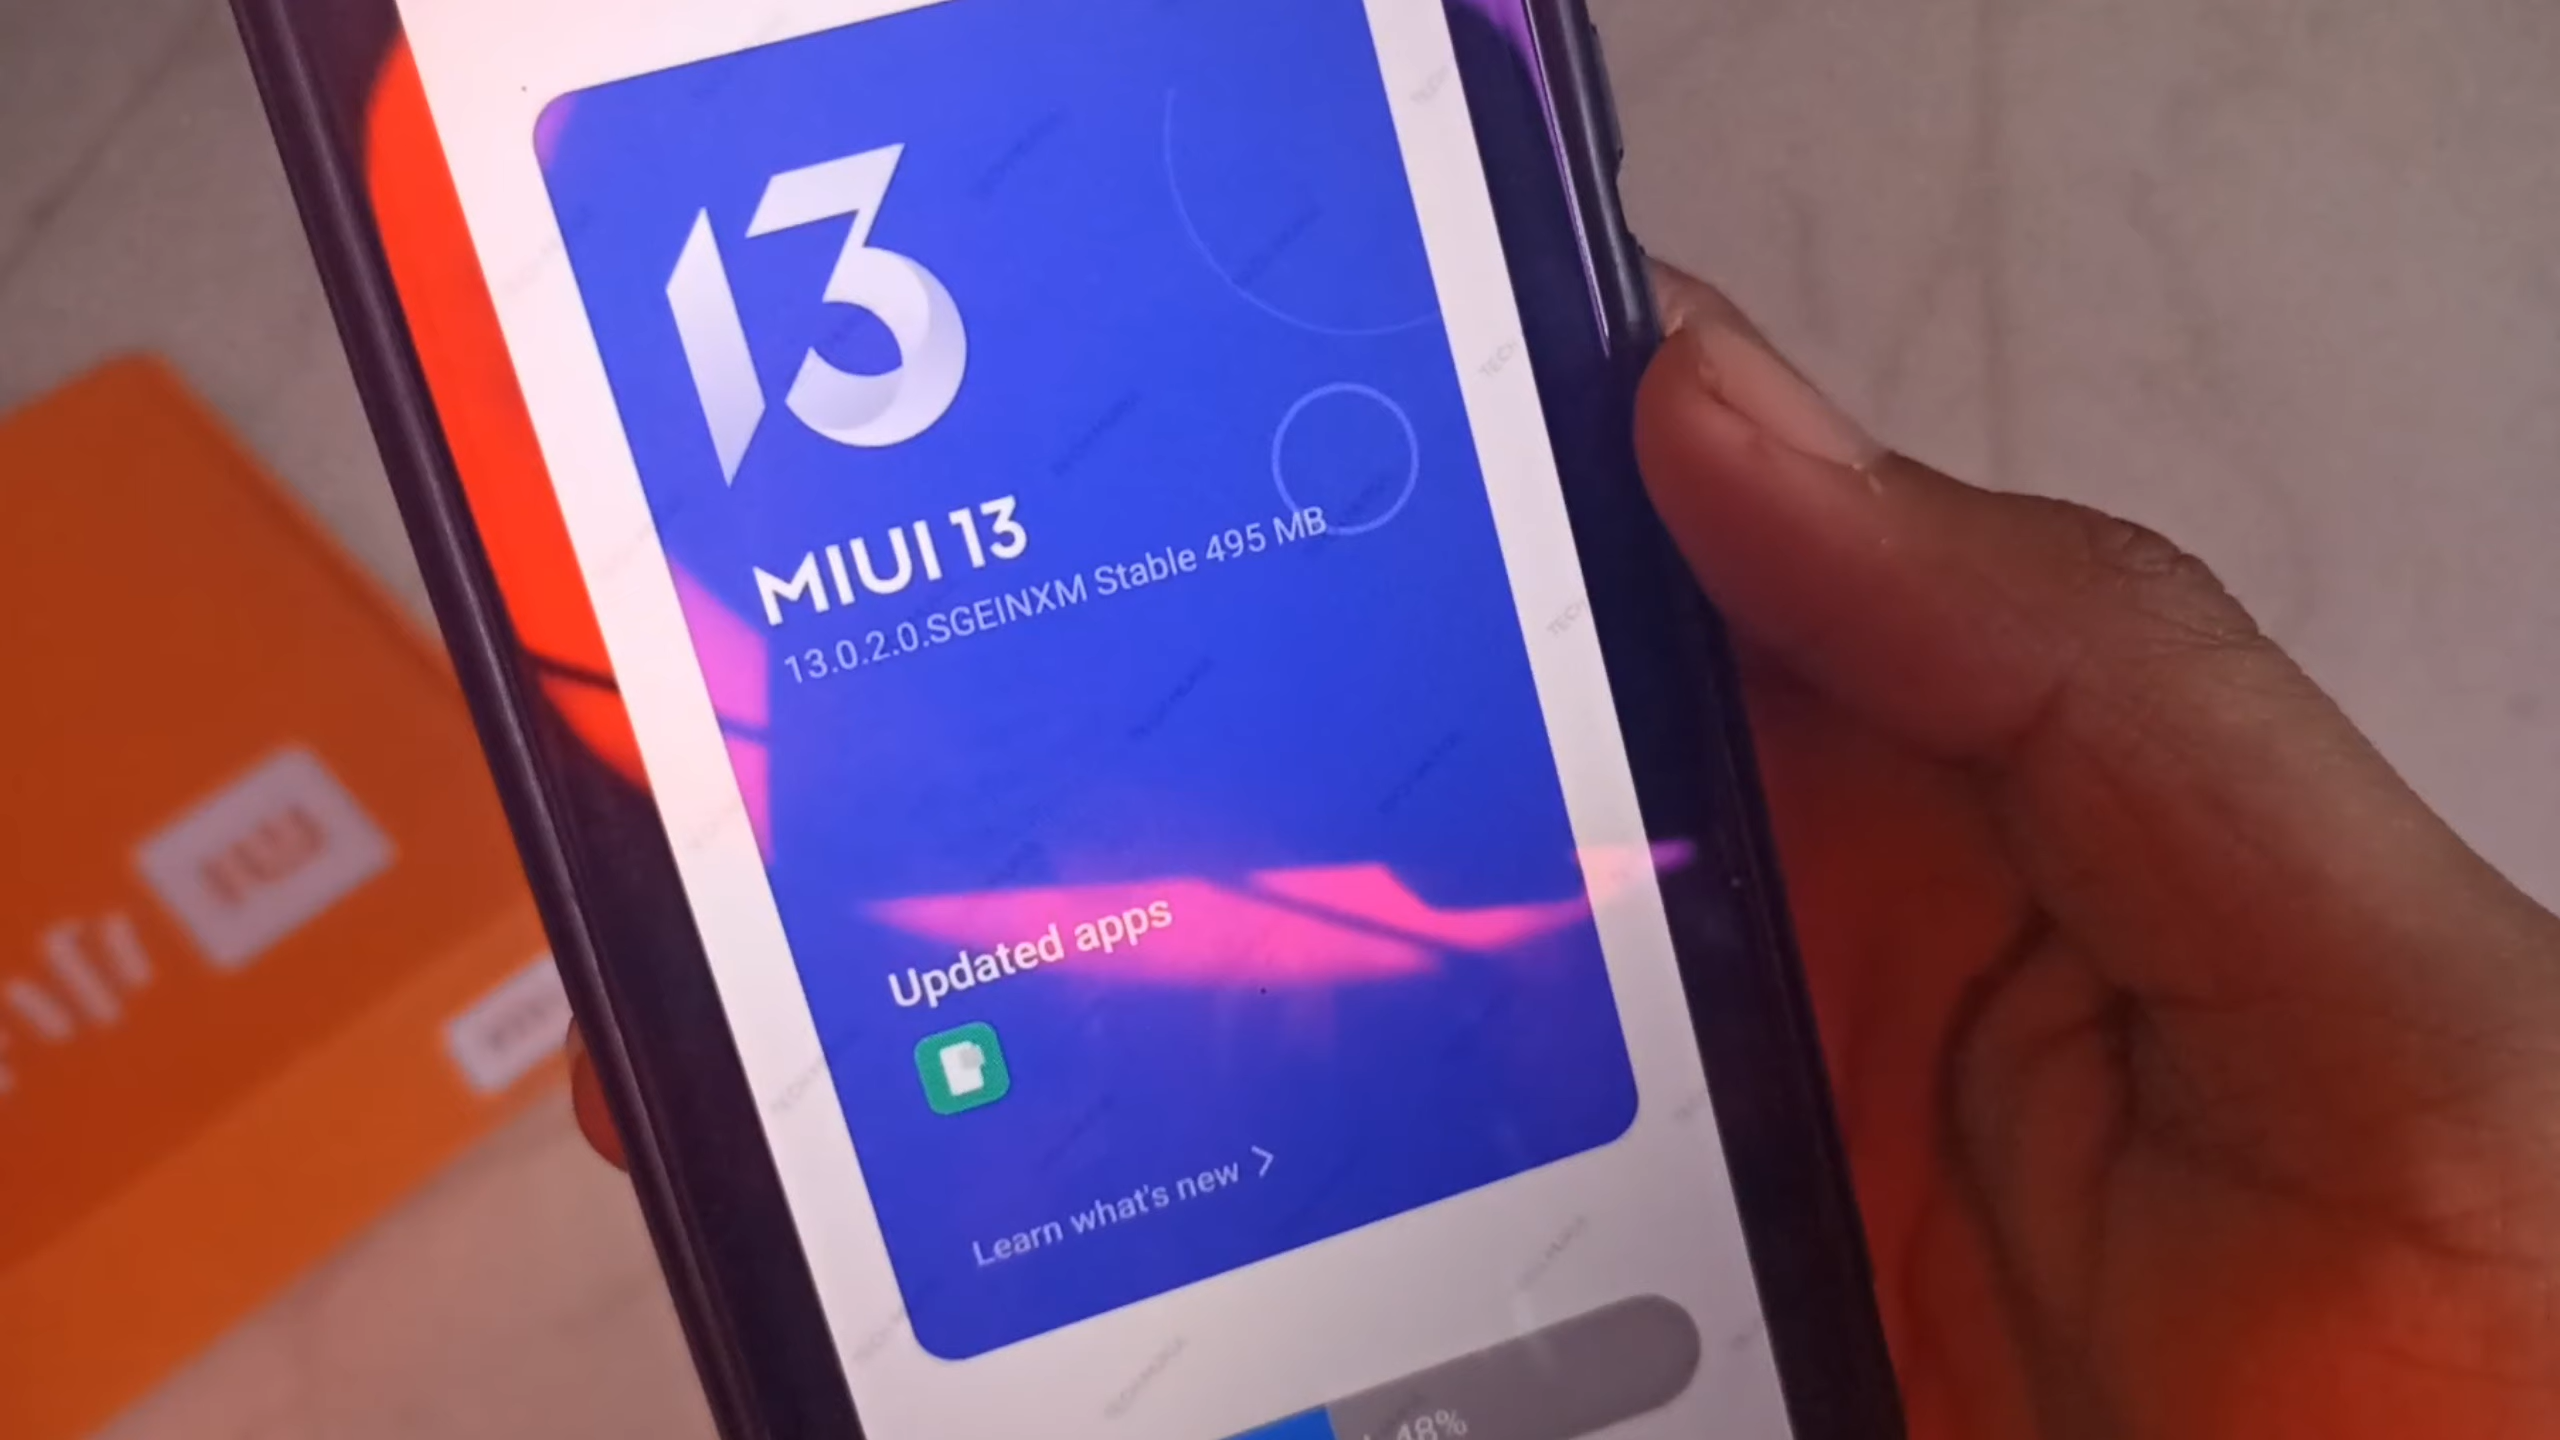 13
MIUI 13
13.0.2.0.SGEINXM Stable 495 MB
Updated apps
Learn what's new >
48%